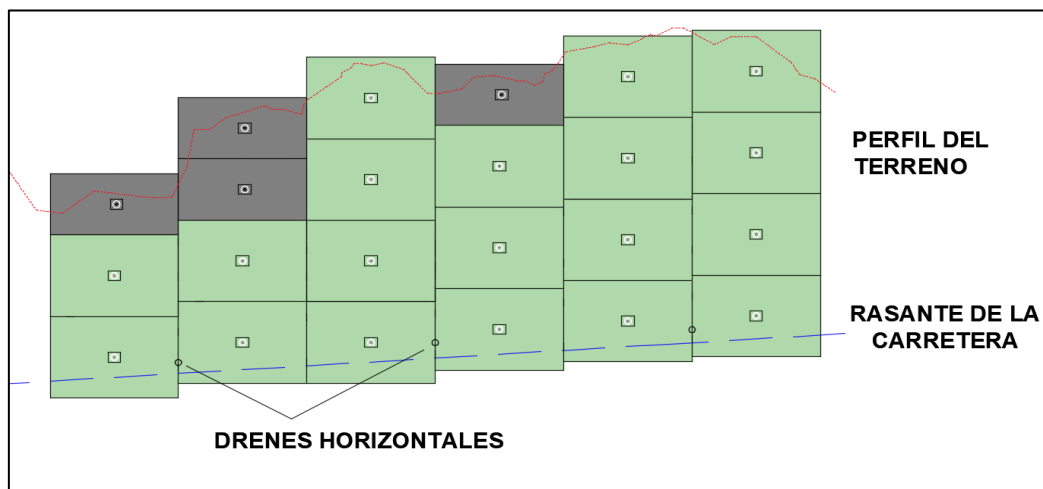 PERFIL DEL
TERRENO
RASANTE DE LA
CARRETERA
DRENES HORIZONTALES